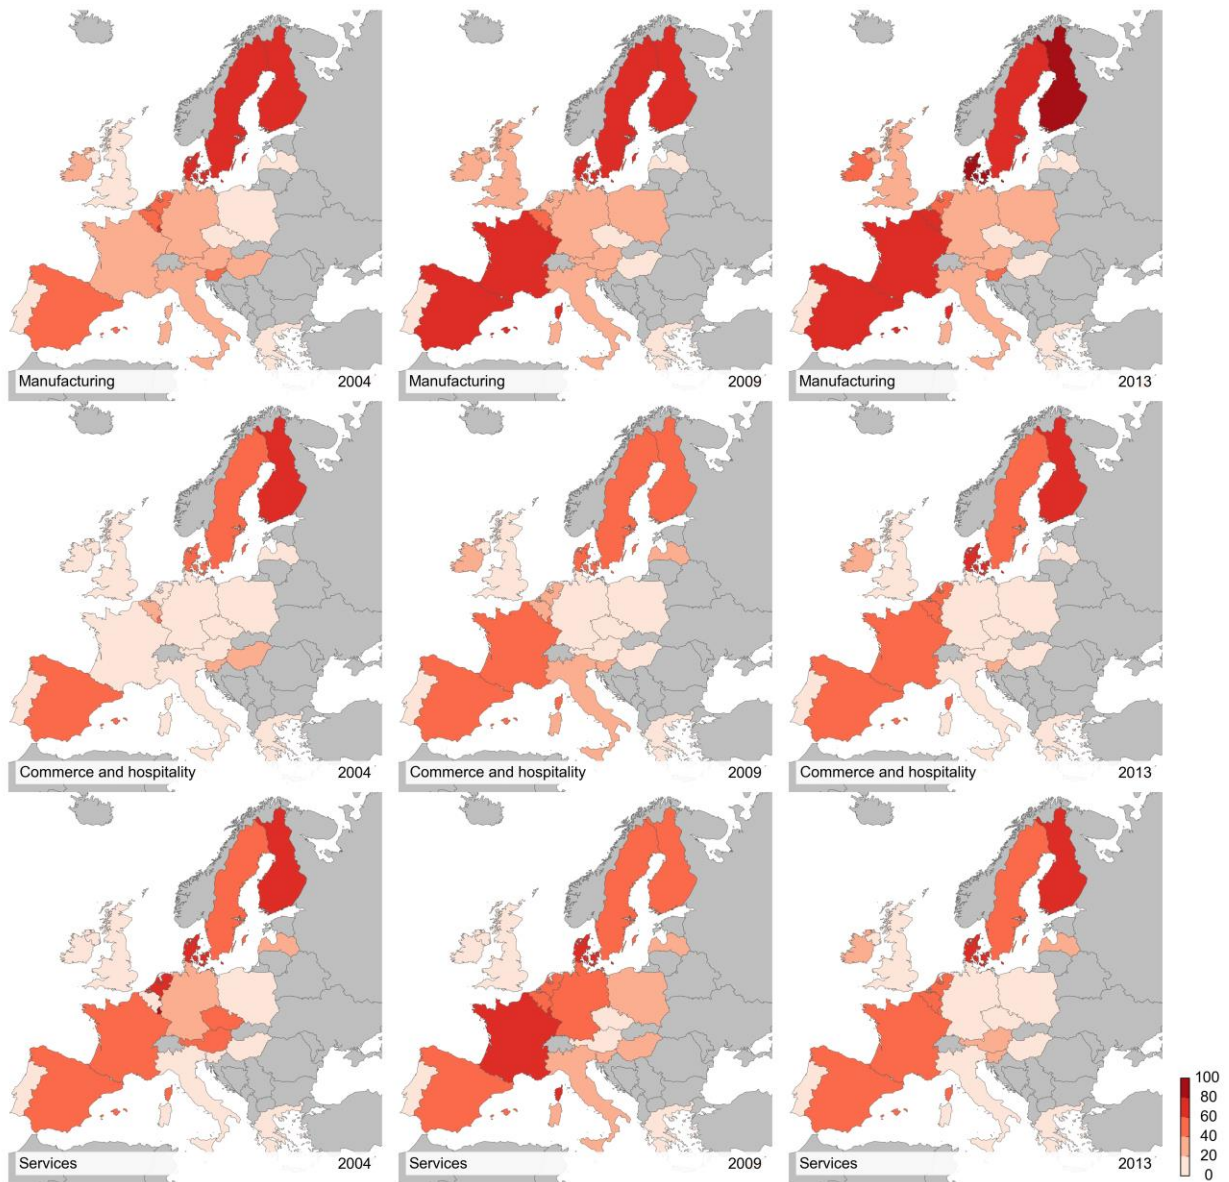 Manufacturing 2004
Manufacturing 2009
Manufacturing 2013
Commerce and hospitality 2004
Commerce and hospitality 2009
Commerce and hospitality 2013
Services 2004
Services 2009
Services 2013
100
80
60
40
20
0